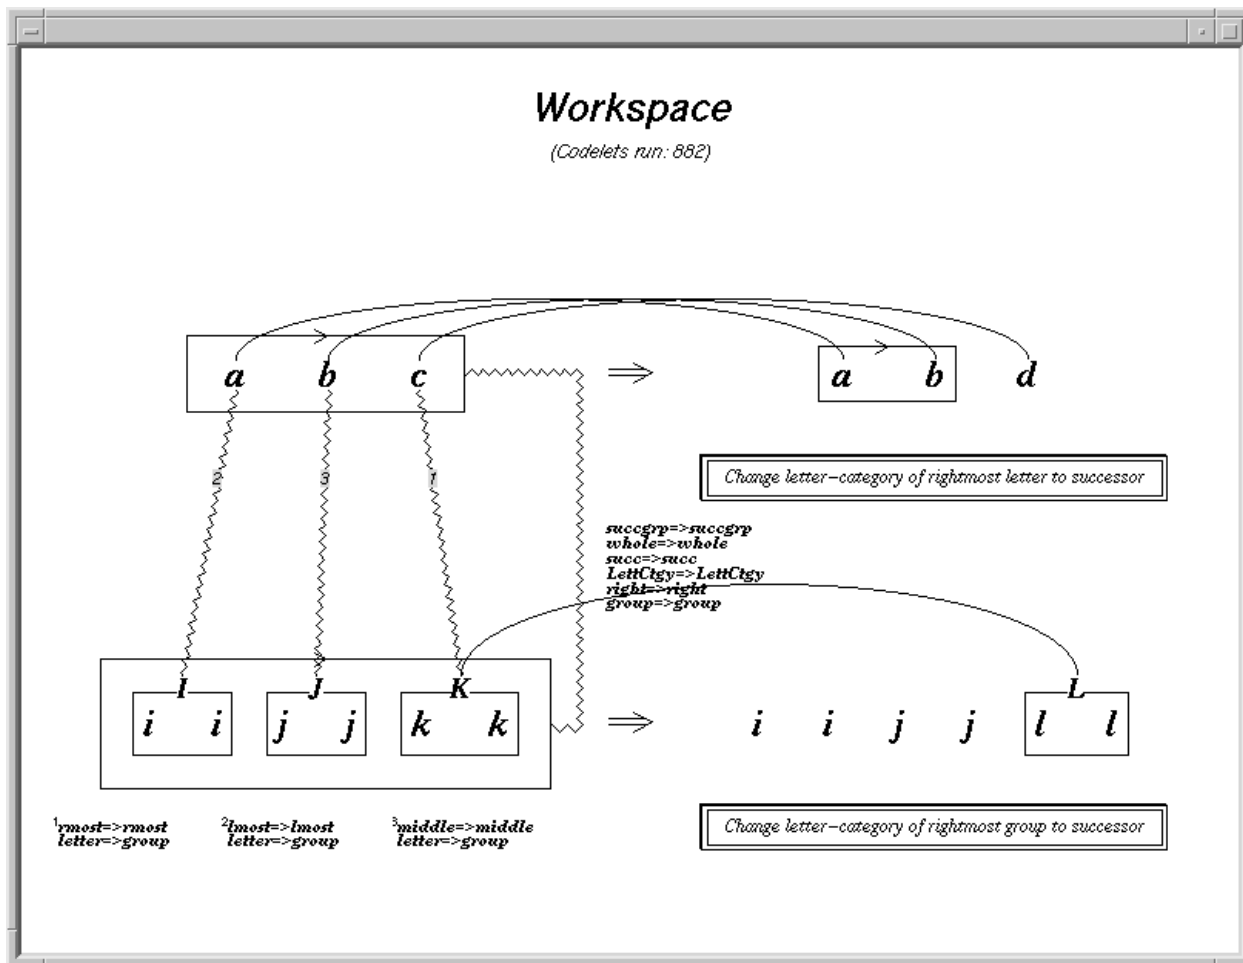 Workspace
(Codelets run: 882)
a b c a b d
2 3 1
Change letter-category of rightmost letter to successor
succgrp=>succgrp
whole=>whole
succ=>succ
LettCtgy=>LettCtgy
right=>right
group=>group
I J K L
i i j j k k i i j j l l
1rmost=>rmost 2lmost=>lmost 3middle=>middle
letter=>group letter=>group letter=>group
Change letter-category of rightmost group to successor